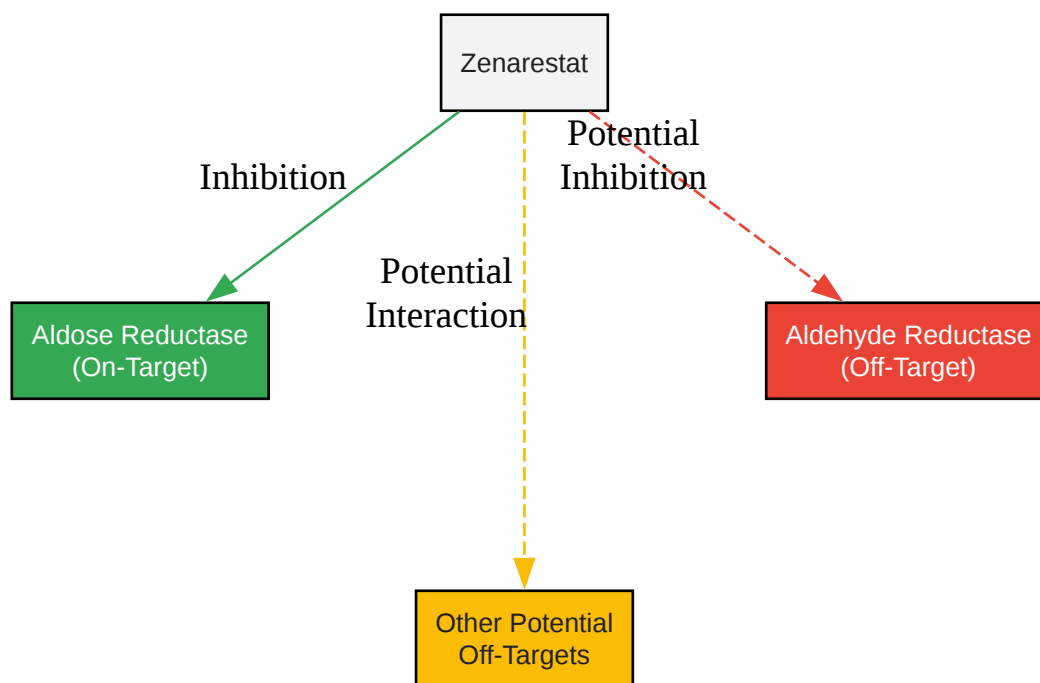 Zenarestat
Potential
Inhibition
Inhibition
Potential
Interaction
Aldose Reductase
(On-Target)
Aldehyde Reductase
(Off-Target)
Other Potential
Off-Targets